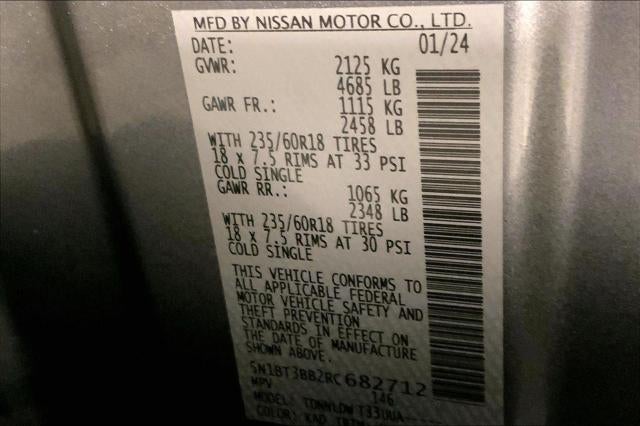 MFD BY NISSAN MOTOR CO., LTD.
DATE: 01/24
GVWR: 2125 KG
4685 LB
GAWR FR.: 1115 KG
2458 LB
WITH 235/60R18 TIRES
18 x 7.5 RIMS AT 33 PSI
COLD SINGLE
GAWR RR.: 1065 KG
2348 LB
WITH 235/60R18 TIRES
18 x 7.5 RIMS AT 30 PSI
COLD SINGLE
THIS VEHICLE CONFORMS TO
ALL APPLICABLE FEDERAL
MOTOR VEHICLE SAFETY AND
THEFT PREVENTION
STANDARDS IN EFFECT ON
THE DATE OF MANUFACTURE
SHOWN ABOVE.
5N1BT3BB2RC682712
MPV 146
MODEL:
COLOR: KAD